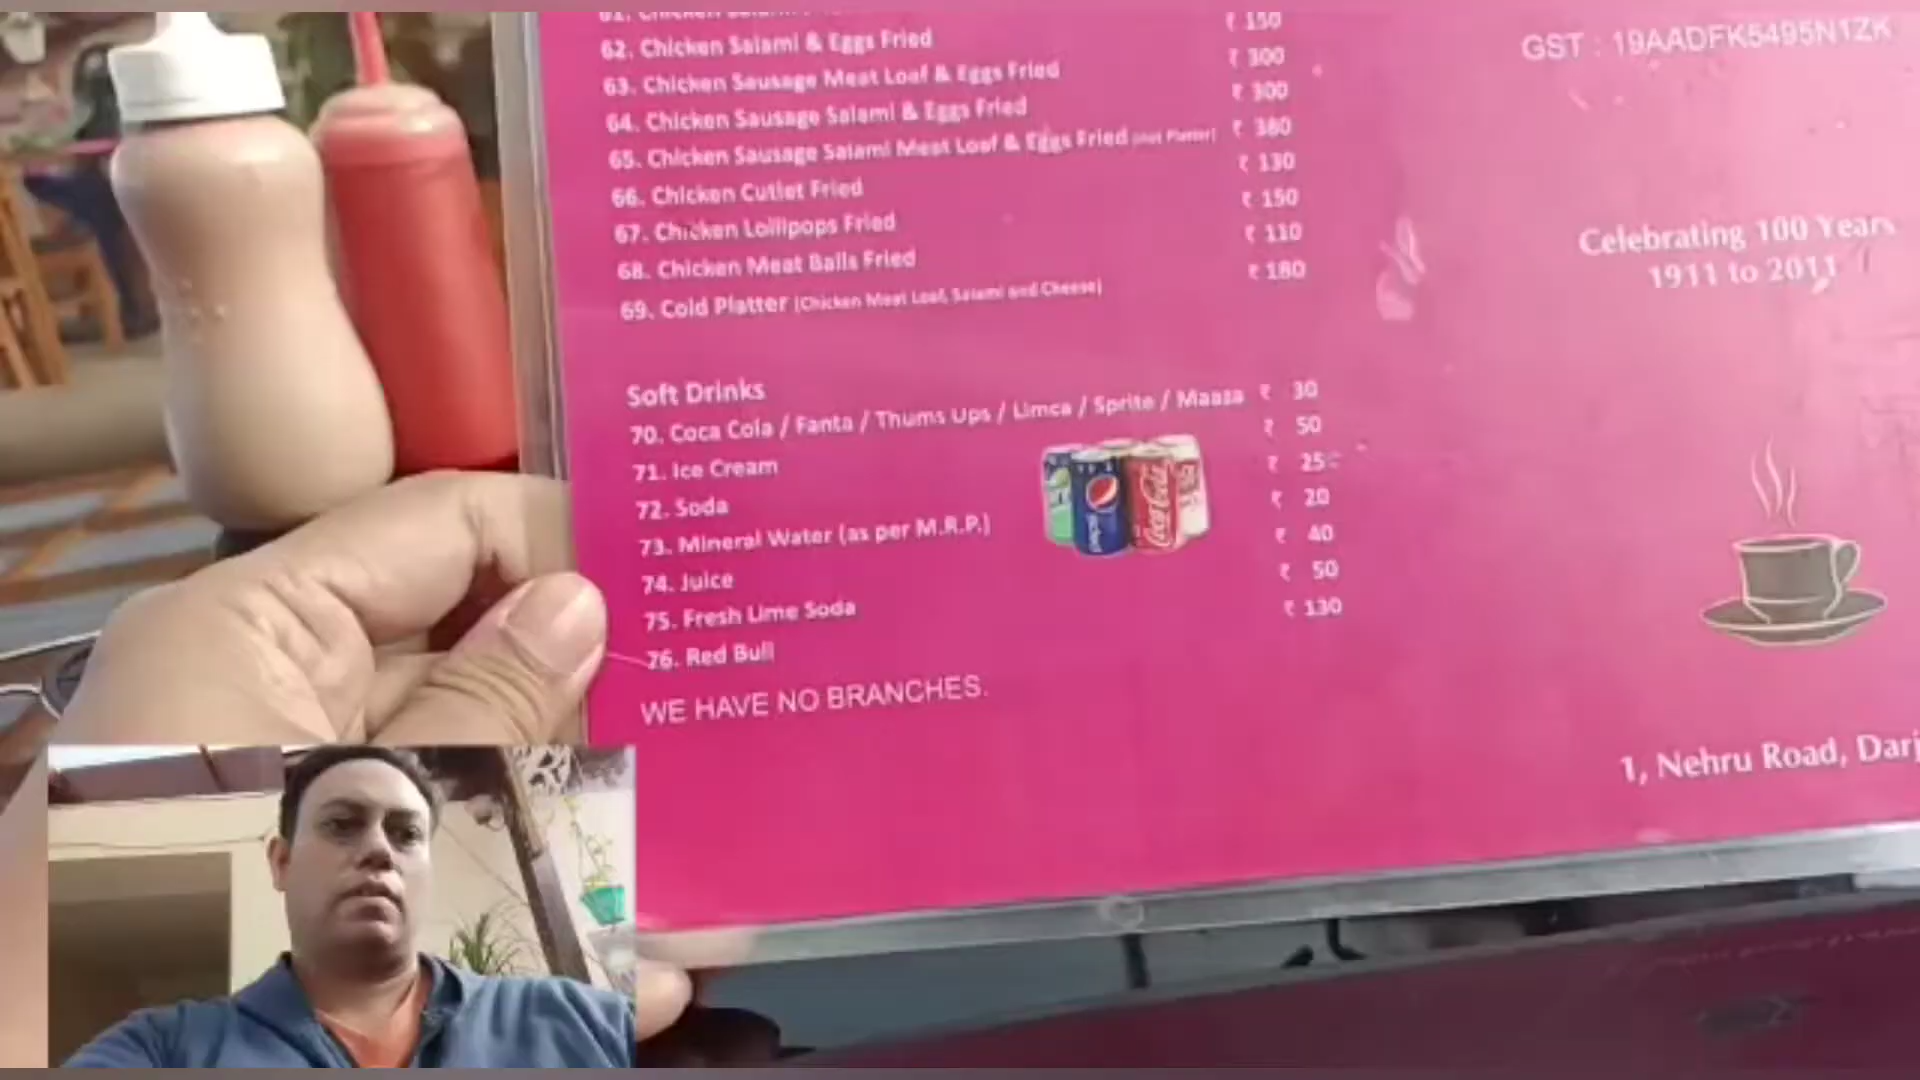 62. Chicken Salami & Eggs Fried ₹ 150
63. Chicken Sausage Meat Loaf & Eggs Fried ₹ 300
64. Chicken Sausage Salami & Eggs Fried ₹ 300
65. Chicken Sausage Salami Meat Loaf & Eggs Fried ₹ 380
66. Chicken Cutlet Fried ₹ 130
67. Chicken Lollipops Fried ₹ 150
68. Chicken Meat Balls Fried ₹ 110
69. Cold Platter (Chicken Meat Loaf, Salami and Cheese) ₹ 180
Soft Drinks
70. Coca Cola / Fanta / Thums Ups / Limca / Sprite / Maaza ₹ 30
71. Ice Cream ₹ 50
72. Soda ₹ 25
73. Mineral Water (as per M.R.P.) ₹ 20
74. Juice ₹ 40
75. Fresh Lime Soda ₹ 50
76. Red Bull ₹ 130
WE HAVE NO BRANCHES.
pepsi
Coca-Cola
GST : 19AADFK5495N1ZK
Celebrating 100 Years
1911 to 2011
1, Nehru Road, Darj